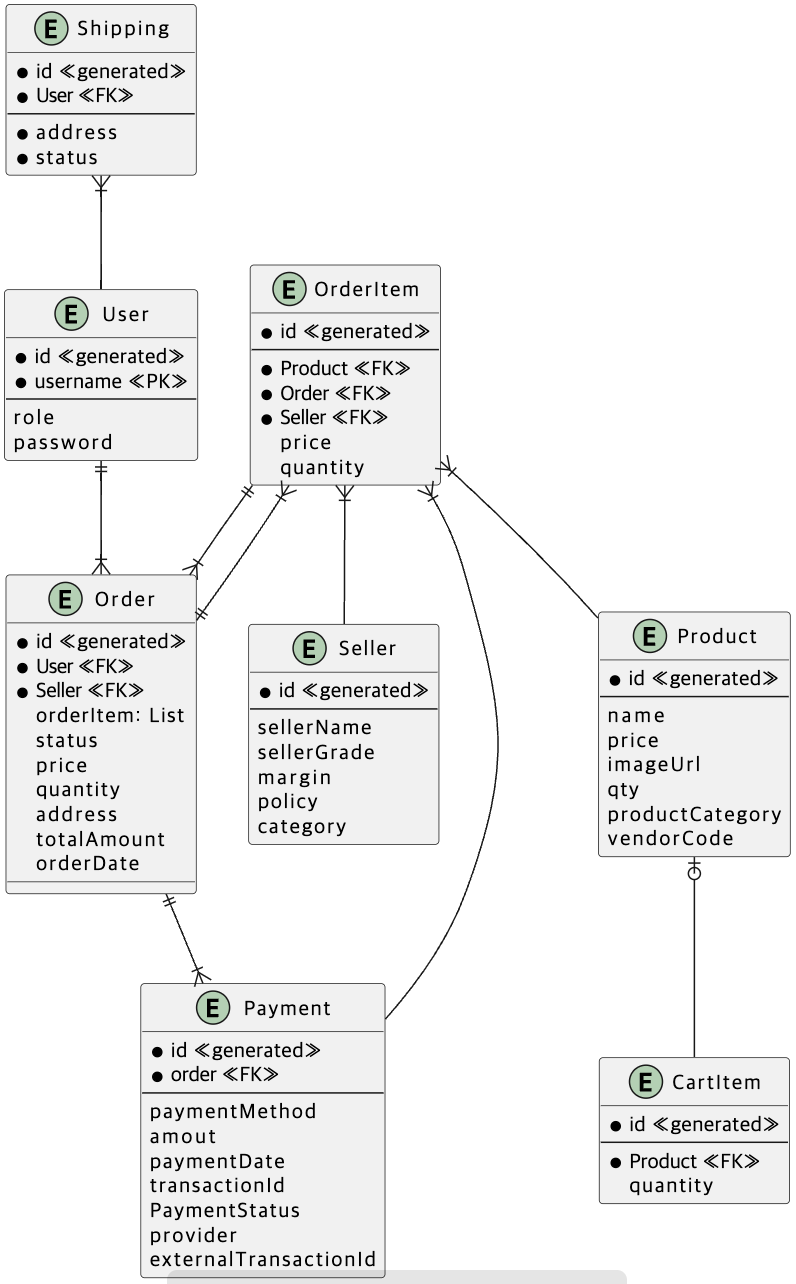 E Shipping
● id «generated»
● User «FK»
● address
● status
E User
● id «generated»
● username «PK»
role
password
E OrderItem
● id «generated»
● Product «FK»
● Order «FK»
● Seller «FK»
price
quantity
E Order
● id «generated»
● User «FK»
● Seller «FK»
orderItem: List
status
price
quantity
address
totalAmount
orderDate
E Seller
● id «generated»
sellerName
sellerGrade
margin
policy
category
E Product
● id «generated»
name
price
imageUrl
qty
productCategory
vendorCode
E Payment
● id «generated»
● order «FK»
paymentMethod
amout
paymentDate
transactionId
PaymentStatus
provider
externalTransactionId
E CartItem
● id «generated»
● Product «FK»
quantity